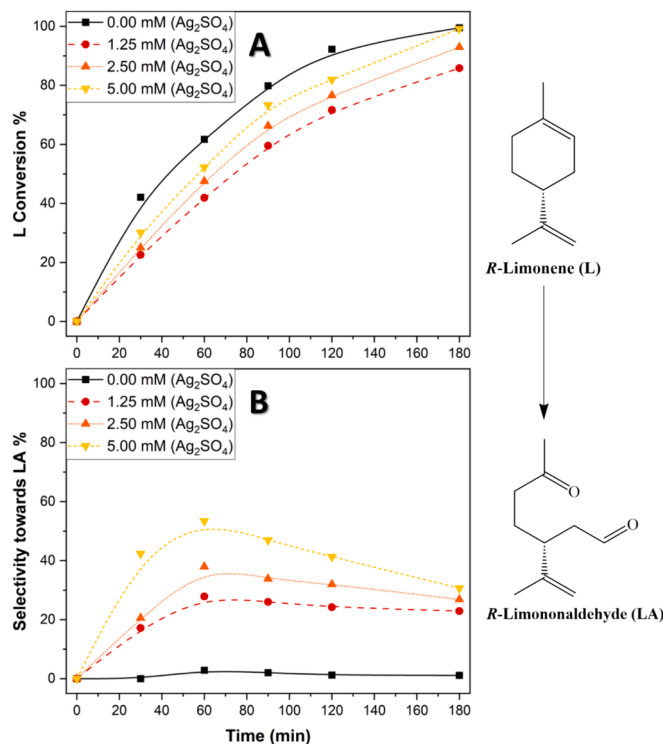 A
0.00 mM (Ag₂SO₄)
1.25 mM (Ag₂SO₄)
2.50 mM (Ag₂SO₄)
5.00 mM (Ag₂SO₄)
L Conversion %
100
80
60
40
20
0
0 20 40 60 80 100 120 140 160 180
R-Limonene (L)
B
0.00 mM (Ag₂SO₄)
1.25 mM (Ag₂SO₄)
2.50 mM (Ag₂SO₄)
5.00 mM (Ag₂SO₄)
Selectivity towards LA %
100
80
60
40
20
0
0 20 40 60 80 100 120 140 160 180
Time (min)
O
O
R-Limononaldehyde (LA)